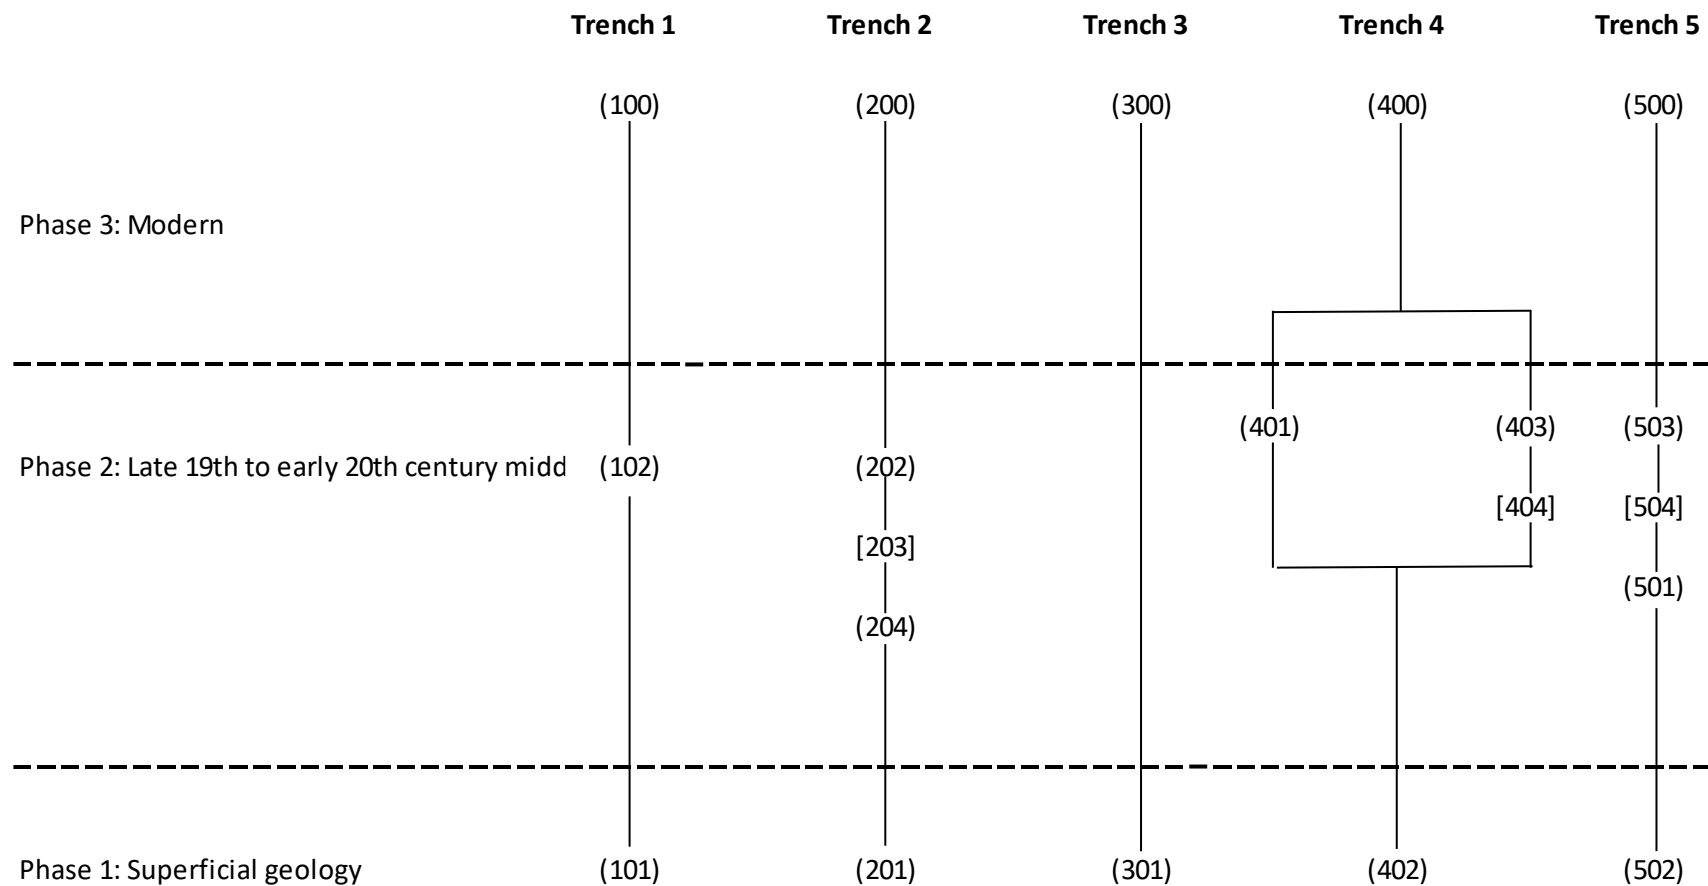 Trench 1 Trench 2 Trench 3 Trench 4 Trench 5
(100) (200) (300) (400) (500)
Phase 3: Modern
(401) (403) (503)
Phase 2: Late 19th to early 20th century midd (102) (202)
[404] [504]
[203]
(501)
(204)
Phase 1: Superficial geology (101) (201) (301) (402) (502)